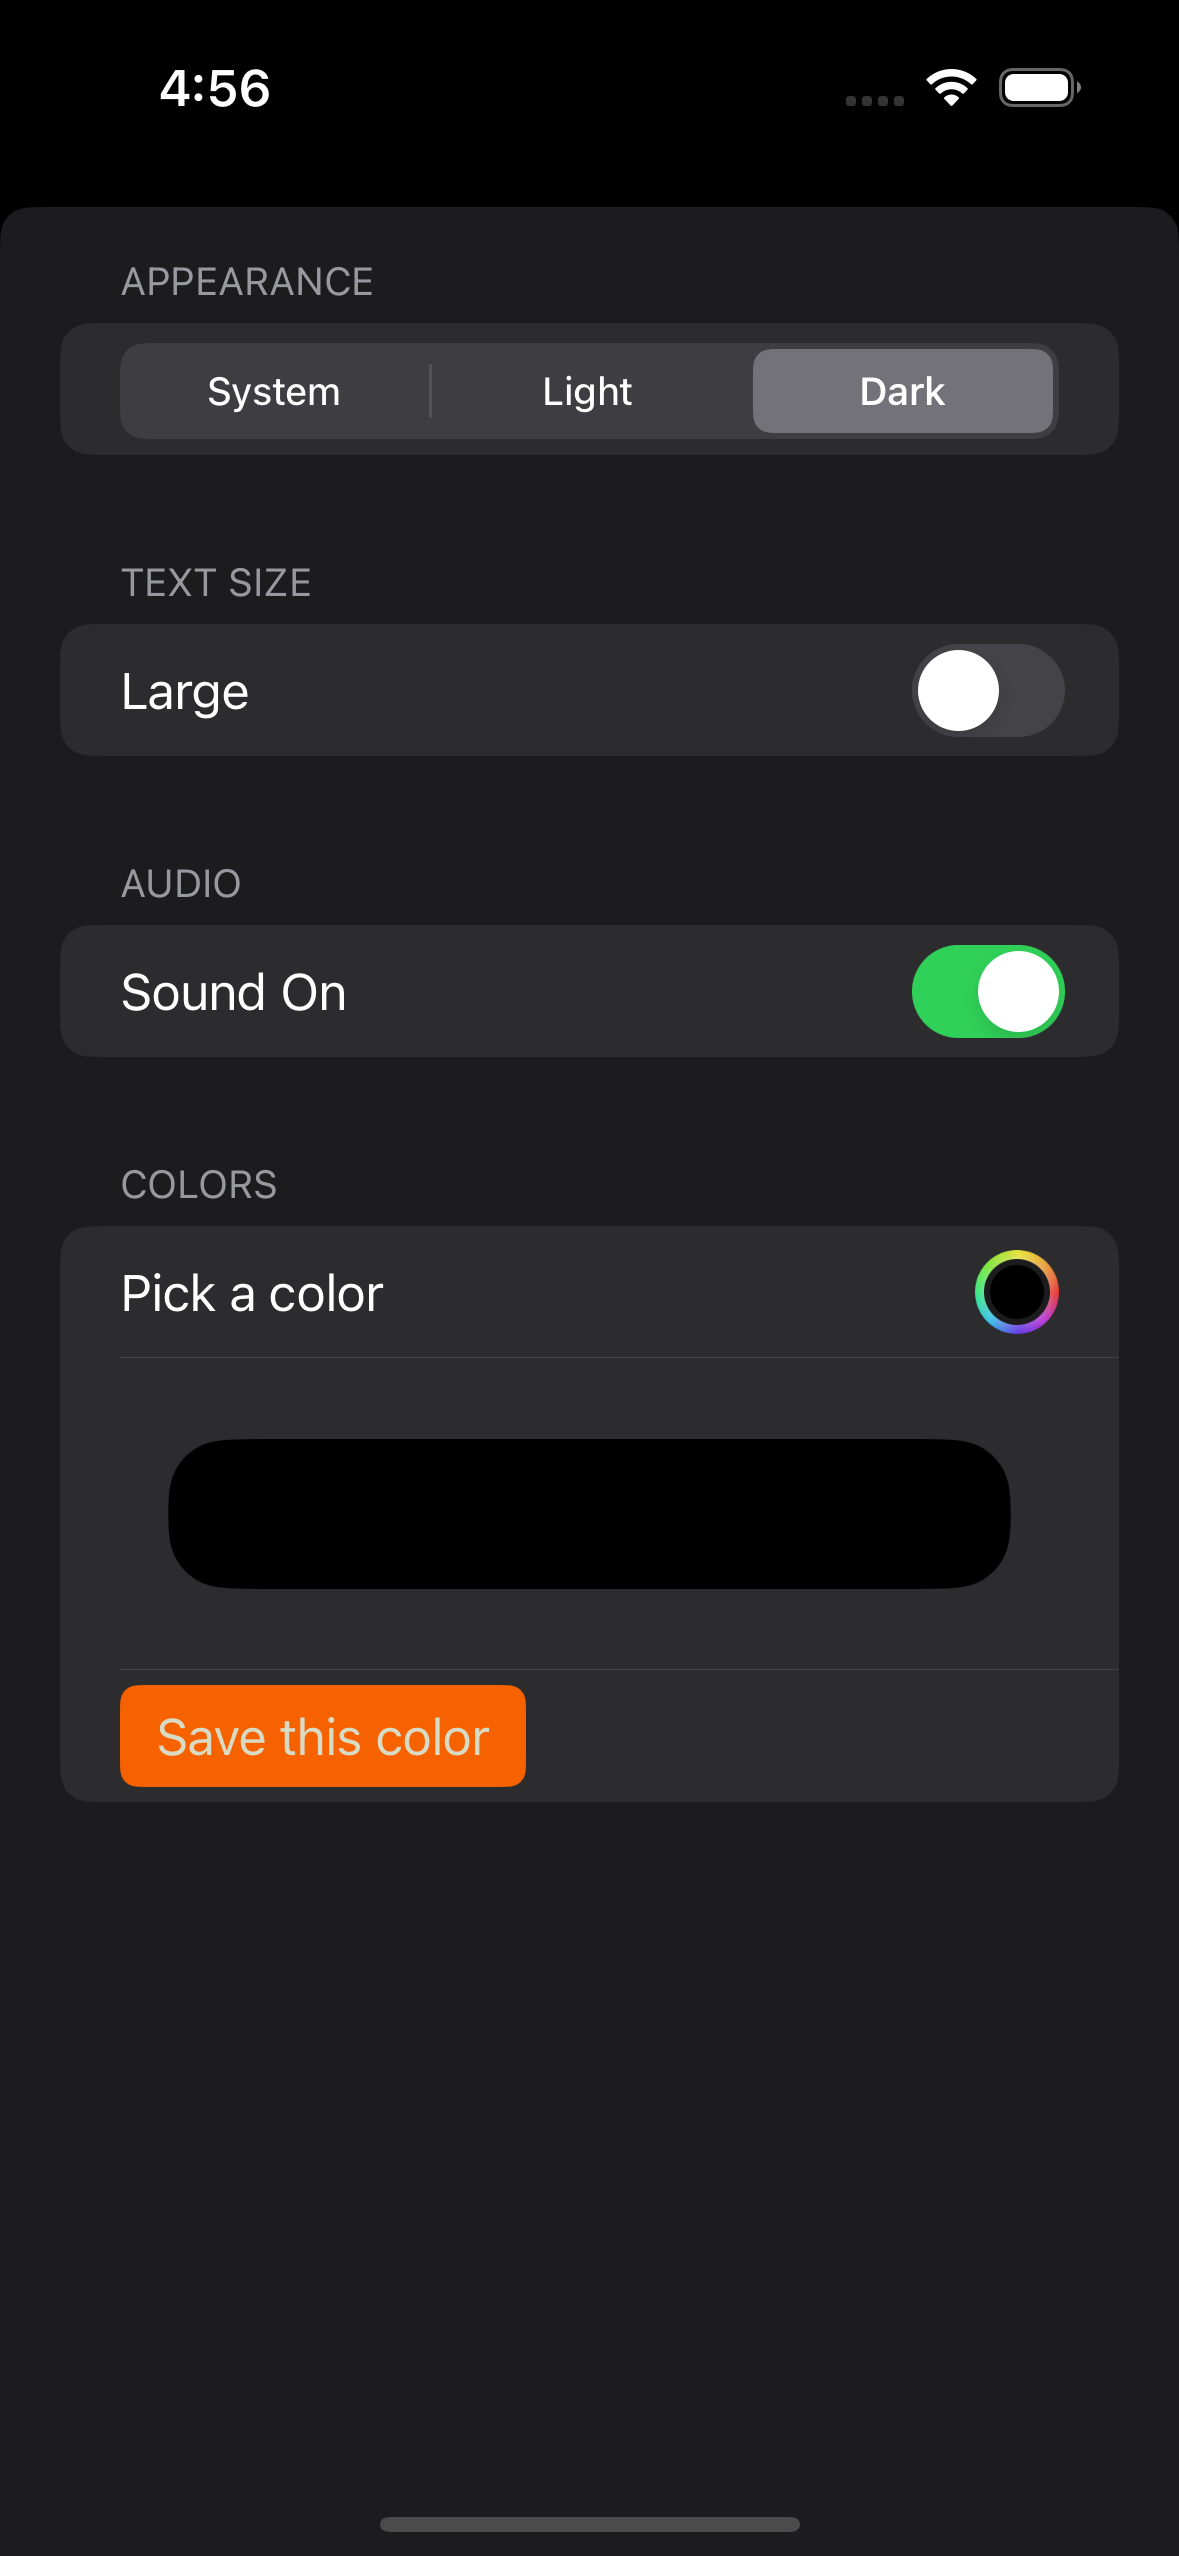 4:56
APPEARANCE
System Light Dark
TEXT SIZE
Large
AUDIO
Sound On
COLORS
Pick a color
Save this color